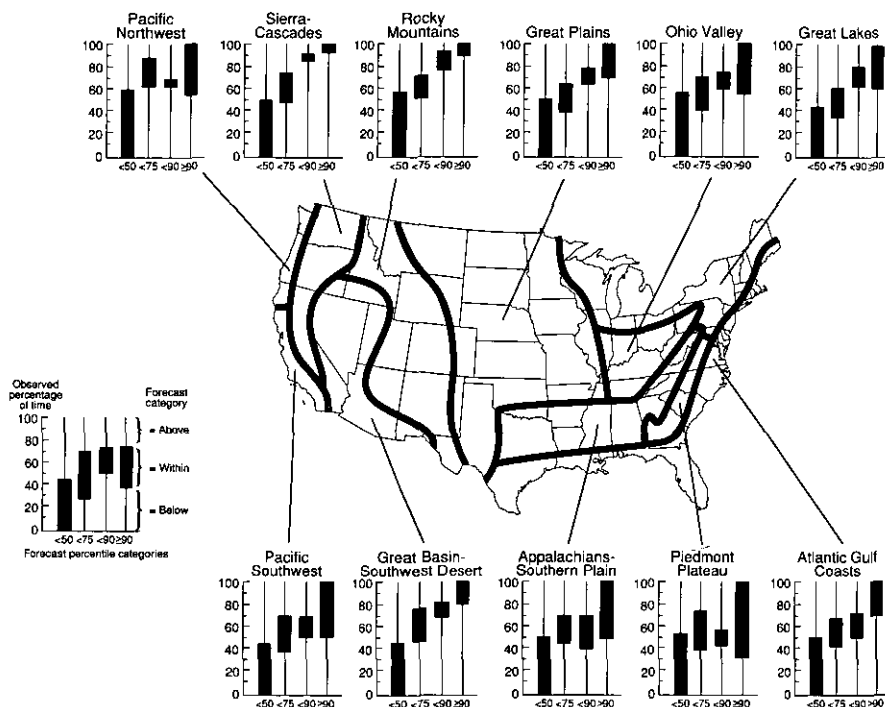 Pacific
Northwest
100
80
60
40
20
0
<50 <75 <90 ≥90
Sierra-
Cascades
100
80
60
40
20
0
<50 <75 <90 ≥90
Rocky
Mountains
100
80
60
40
20
0
<50 <75 <90 ≥90
Great Plains
100
80
60
40
20
0
<50 <75 <90 ≥90
Ohio Valley
100
80
60
40
20
0
<50 <75 <90 ≥90
Great Lakes
100
80
60
40
20
0
<50 <75 <90 ≥90
Observed
percentage
of time
Forecast
category
100
80
60
40
20
0
= Above
= Within
= Below
<50 <75 <90 ≥90
Forecast percentile categories
Pacific
Southwest
100
80
60
40
20
0
<50 <75 <90 ≥90
Great Basin-
Southwest Desert
100
80
60
40
20
0
<50 <75 <90 ≥90
Appalachians-
Southern Plain
100
80
60
40
20
0
<50 <75 <90 ≥90
Piedmont
Plateau
100
80
60
40
20
0
<50 <75 <90 ≥90
Atlantic Gulf
Coasts
100
80
60
40
20
0
<50 <75 <90 ≥90